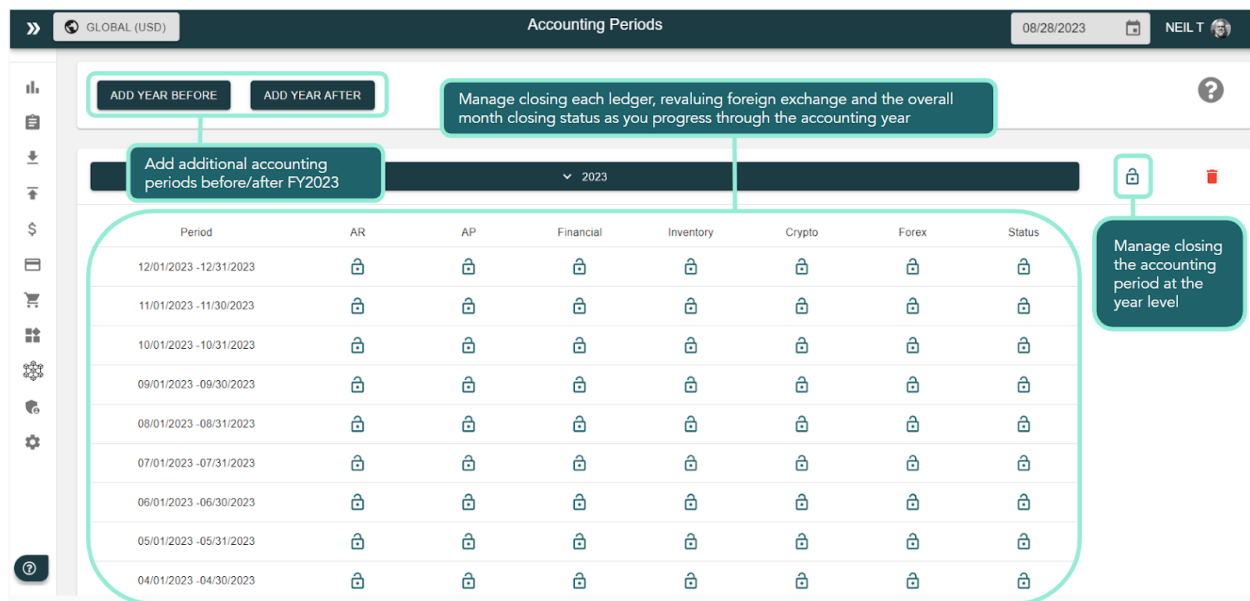 GLOBAL (USD)
Accounting Periods
08/28/2023
NEIL T
ADD YEAR BEFORE
ADD YEAR AFTER
Manage closing each ledger, revaluing foreign exchange and the overall
month closing status as you progress through the accounting year
Add additional accounting
periods before/after FY2023
2023
Manage closing
the accounting
period at the
year level
Period AR AP Financial Inventory Crypto Forex Status
12/01/2023 -12/31/2023
11/01/2023 -11/30/2023
10/01/2023 -10/31/2023
09/01/2023 -09/30/2023
08/01/2023 -08/31/2023
07/01/2023 -07/31/2023
06/01/2023 -06/30/2023
05/01/2023 -05/31/2023
04/01/2023 -04/30/2023